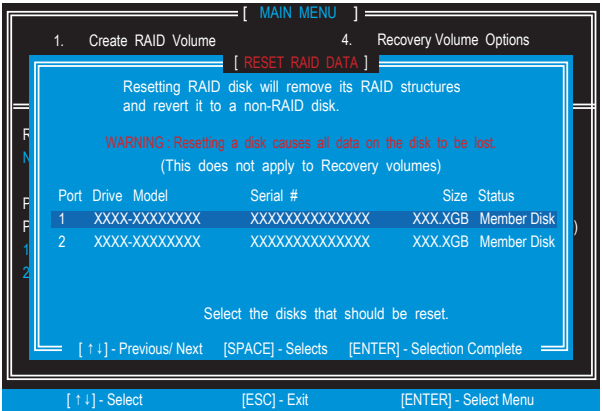 [ MAIN MENU ]
1. Create RAID Volume 4. Recovery Volume Options
[ RESET RAID DATA ]
Resetting RAID disk will remove its RAID structures
and revert it to a non-RAID disk.
R
WARNING : Resetting a disk causes all data on the disk to be lost.
N
(This does not apply to Recovery volumes)
P
Port Drive Model Serial # Size Status
P
1 XXXX-XXXXXXXX XXXXXXXXXXXXXX XXX.XGB Member Disk
)
1
2 XXXX-XXXXXXXX XXXXXXXXXXXXXX XXX.XGB Member Disk
2
Select the disks that should be reset.
[ ↑↓] - Previous/ Next [SPACE] - Selects [ENTER] - Selection Complete
[ ↑↓] - Select [ESC] - Exit [ENTER] - Select Menu